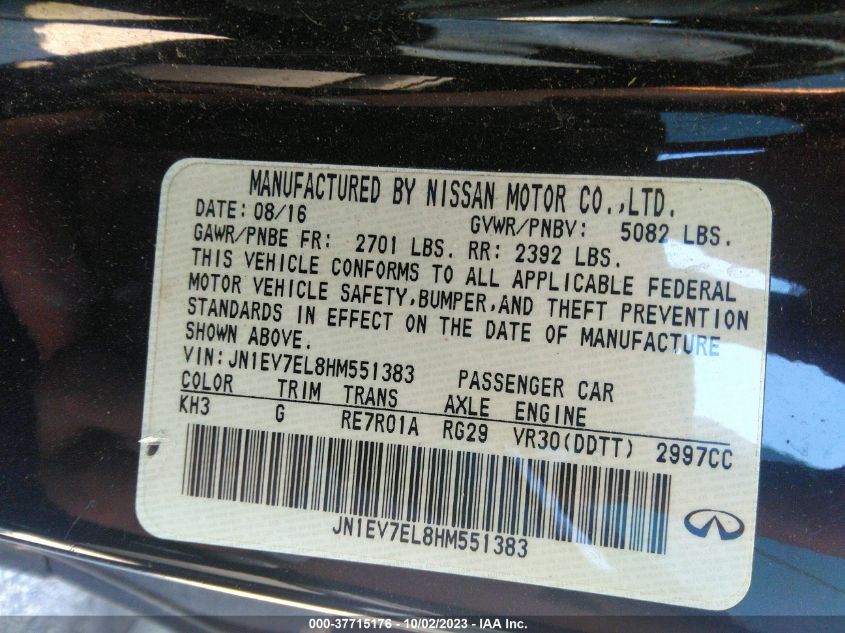 MANUFACTURED BY NISSAN MOTOR CO.,LTD.
DATE: 08/16 GVWR/PNBV: 5082 LBS.
GAWR/PNBE FR: 2701 LBS. RR: 2392 LBS.
THIS VEHICLE CONFORMS TO ALL APPLICABLE FEDERAL
MOTOR VEHICLE SAFETY,BUMPER,AND THEFT PREVENTION
STANDARDS IN EFFECT ON THE DATE OF MANUFACTURE
SHOWN ABOVE.
VIN:JN1EV7EL8HM551383 PASSENGER CAR
COLOR TRIM TRANS AXLE ENGINE
KH3 G RE7R01A RG29 VR30(DDTT) 2997CC
JN1EV7EL8HM551383
000-37715176 - 10/02/2023 - IAA Inc.